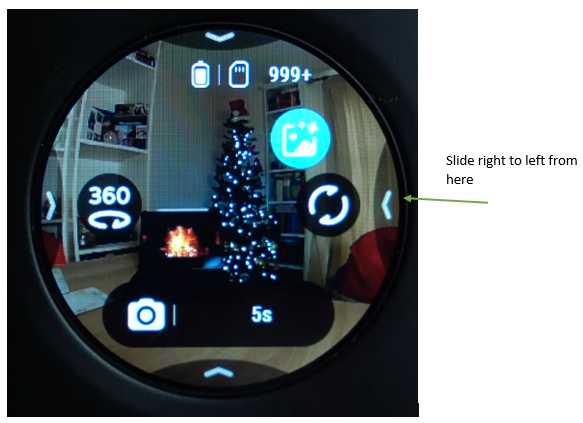 999+
Slide right to left from
here
360
5s